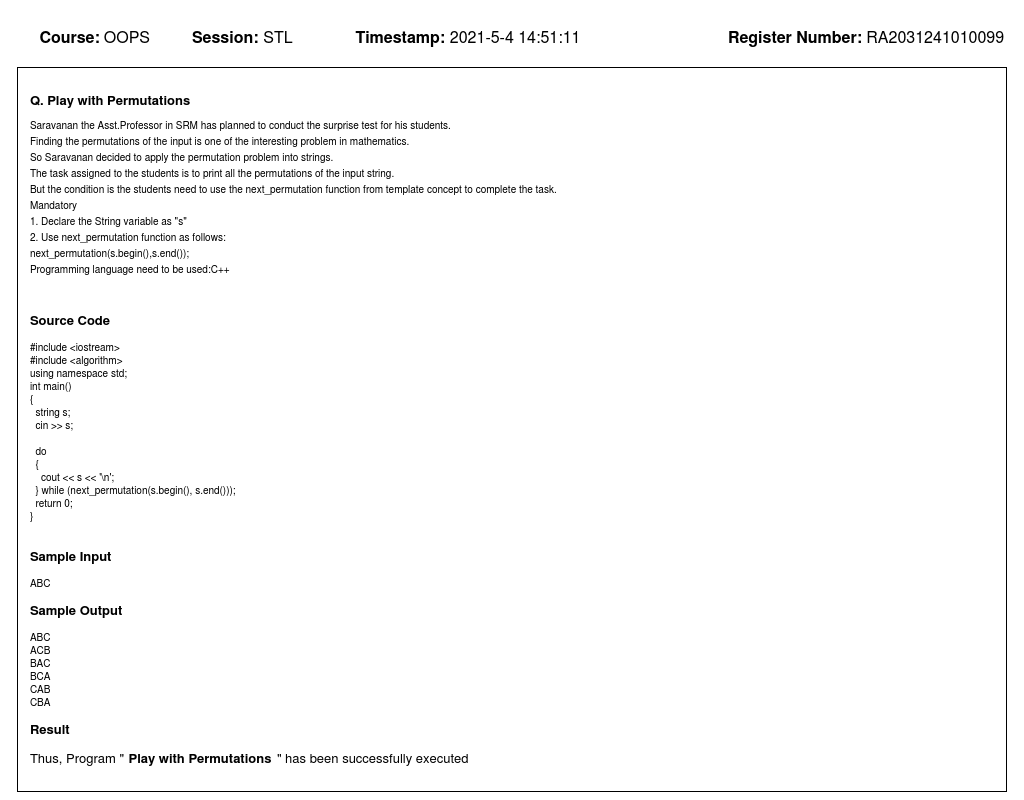 Course: OOPS Session: STL Timestamp: 2021-5-4 14:51:11 Register Number: RA2031241010099
Q. Play with Permutations
Saravanan the Asst.Professor in SRM has planned to conduct the surprise test for his students.
Finding the permutations of the input is one of the interesting problem in mathematics.
So Saravanan decided to apply the permutation problem into strings.
The task assigned to the students is to print all the permutations of the input string.
But the condition is the students need to use the next_permutation function from template concept to complete the task.
Mandatory
1. Declare the String variable as "s"
2. Use next_permutation function as follows:
next_permutation(s.begin(),s.end());
Programming language need to be used:C++
Source Code
#include <iostream>
#include <algorithm>
using namespace std;
int main()
{
  string s;
  cin >> s;
  do
  {
    cout << s << '\n';
  } while (next_permutation(s.begin(), s.end()));
  return 0;
}
Sample Input
ABC
Sample Output
ABC
ACB
BAC
BCA
CAB
CBA
Result
Thus, Program " Play with Permutations " has been successfully executed